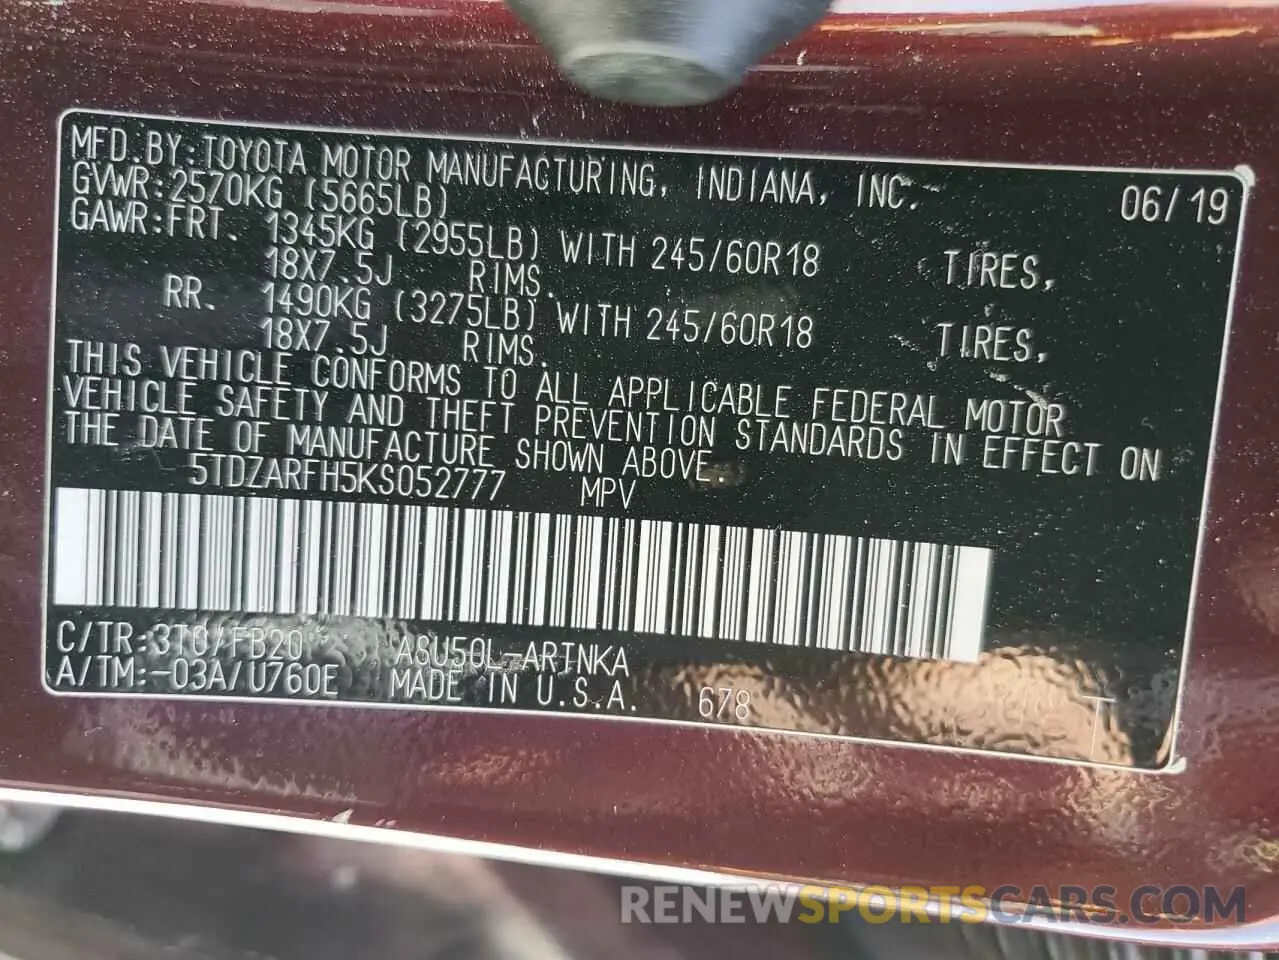 MFD.BY:TOYOTA MOTOR MANUFACTURING, INDIANA, INC. 06/19
GVWR:2570KG (5665LB)
GAWR:FRT. 1345KG (2955LB) WITH 245/60R18 TIRES,
18X7.5J RIMS.
RR. 1490KG (3275LB) WITH 245/60R18 TIRES,
18X7.5J RIMS.
THIS VEHICLE CONFORMS TO ALL APPLICABLE FEDERAL MOTOR
VEHICLE SAFETY AND THEFT PREVENTION STANDARDS IN EFFECT ON
THE DATE OF MANUFACTURE SHOWN ABOVE.
5TDZARFH5KS052777 MPV
C/TR:3T0/FB20 ASU50L-ARTNKA
A/TM:-03A/U760E MADE IN U.S.A. 678 T
RENEWSPORTSCARS.COM